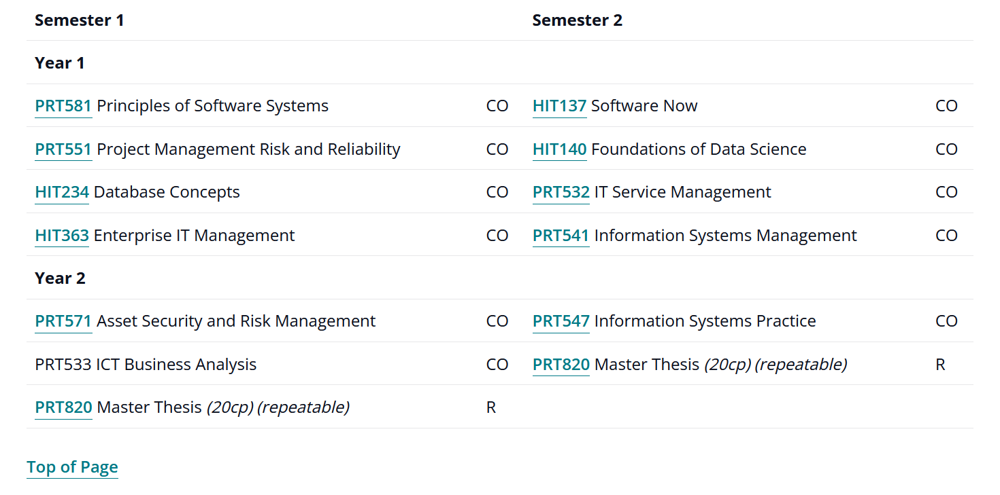 Semester 1 Semester 2
Year 1
PRT581 Principles of Software Systems CO HIT137 Software Now CO
PRT551 Project Management Risk and Reliability CO HIT140 Foundations of Data Science CO
HIT234 Database Concepts CO PRT532 IT Service Management CO
HIT363 Enterprise IT Management CO PRT541 Information Systems Management CO
Year 2
PRT571 Asset Security and Risk Management CO PRT547 Information Systems Practice CO
PRT533 ICT Business Analysis CO PRT820 Master Thesis (20cp) (repeatable) R
PRT820 Master Thesis (20cp) (repeatable) R
Top of Page